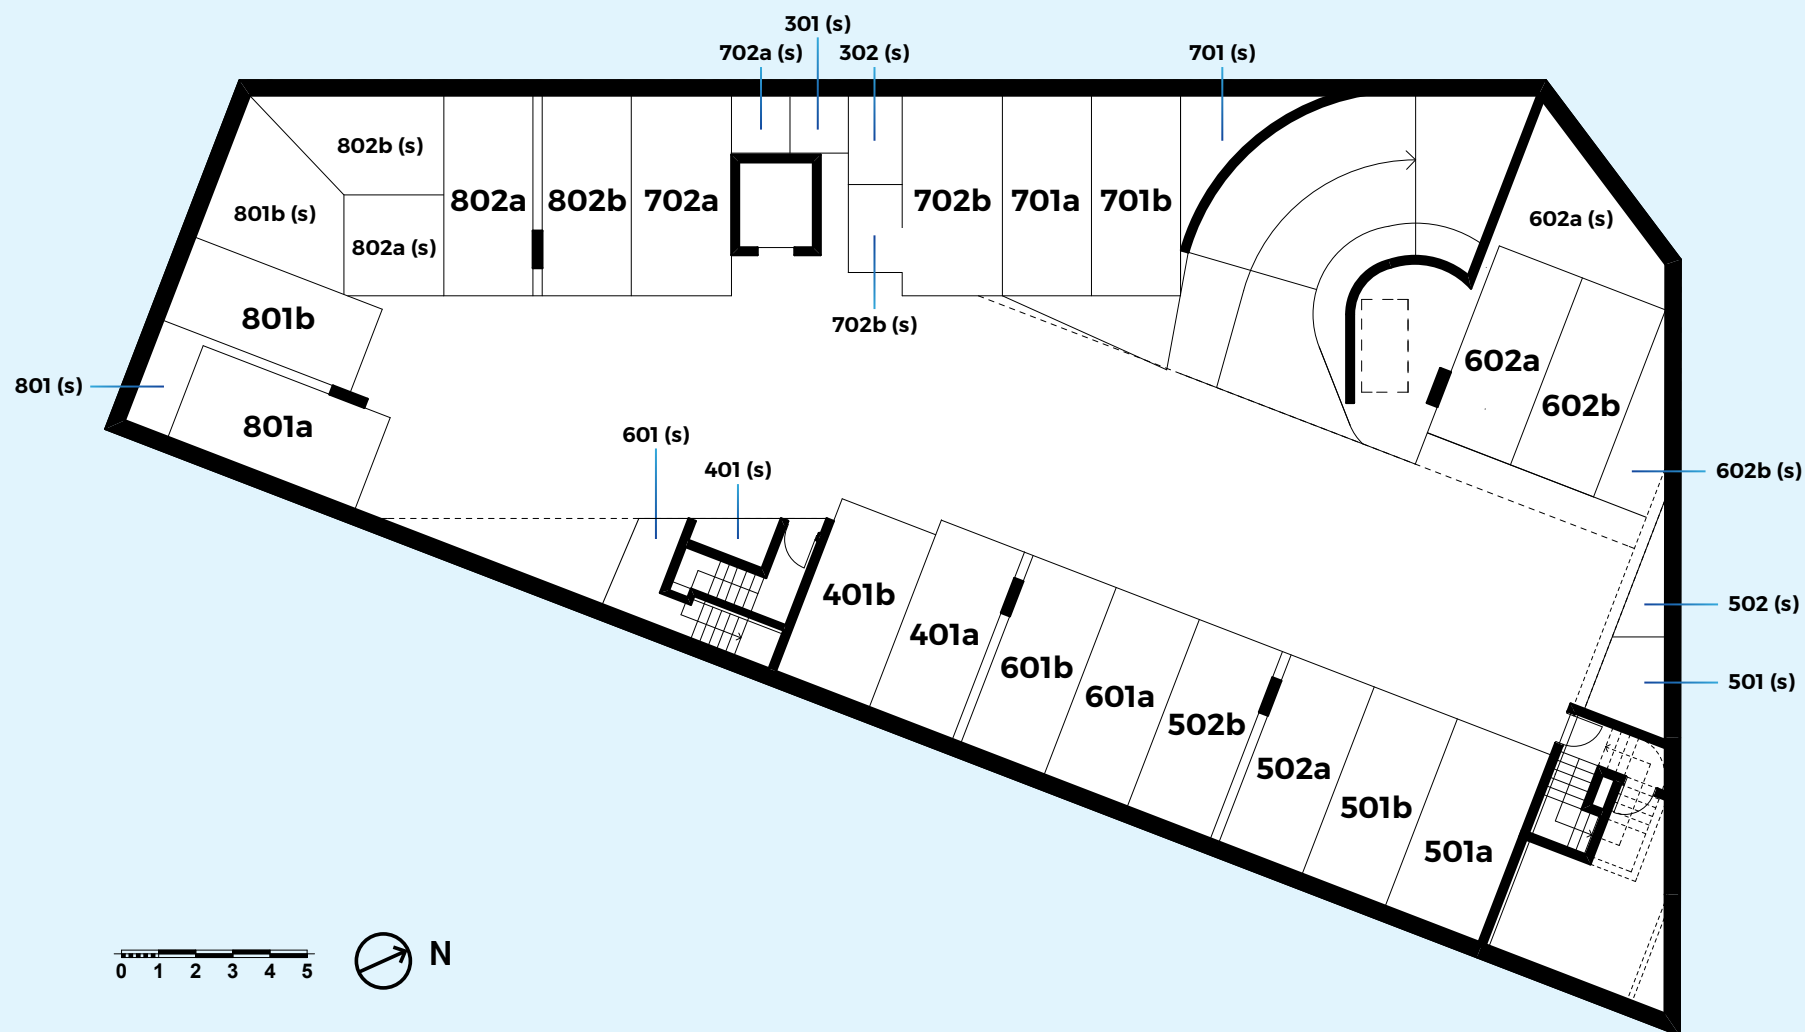 301 (s)
702a (s)
302 (s)
701 (s)
802b (s)
802a
802b
702a
702b
701a
701b
801b (s)
802a (s)
602a (s)
801b
702b (s)
602a
801 (s)
801a
602b
601 (s)
401 (s)
602b (s)
401b
502 (s)
401a
601b
601a
501 (s)
502b
502a
501b
501a
0 1 2 3 4 5
N